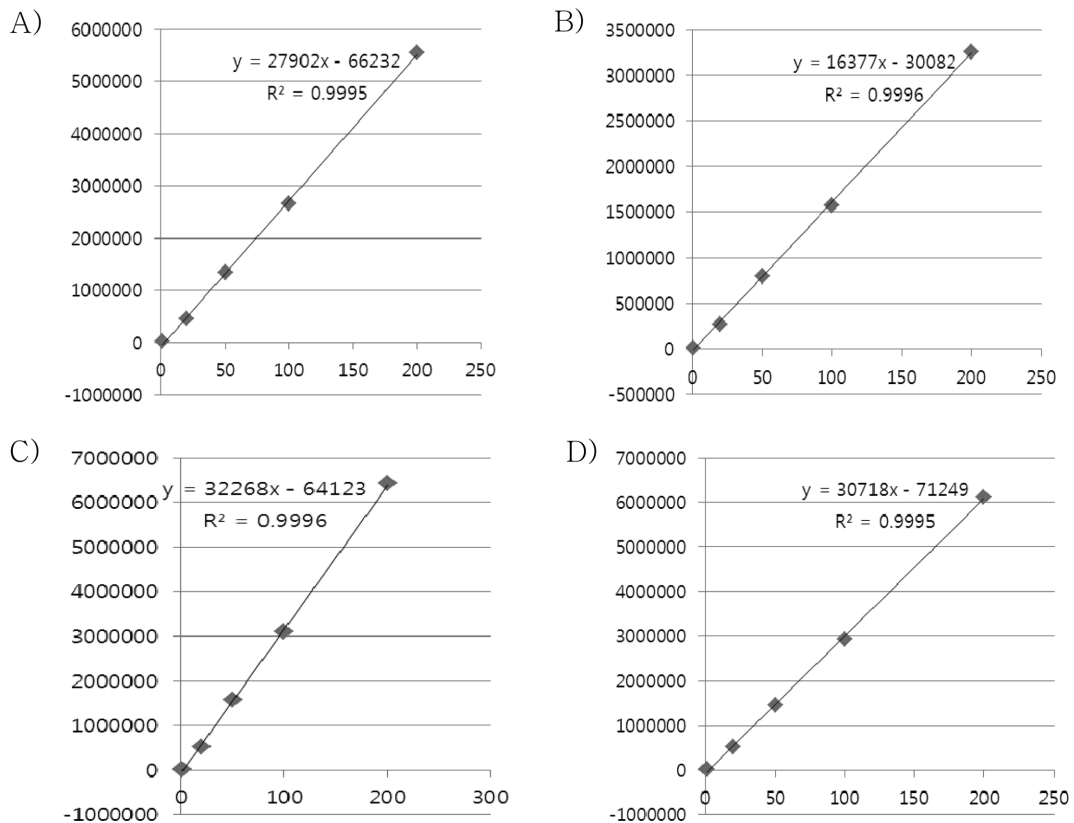 A)
6000000
5000000
4000000
3000000
2000000
1000000
0
-1000000
y = 27902x - 66232
R² = 0.9995
0 50 100 150 200 250
B)
3500000
3000000
2500000
2000000
1500000
1000000
500000
0
-500000
y = 16377x - 30082
R² = 0.9996
0 50 100 150 200 250
C)
7000000
6000000
5000000
4000000
3000000
2000000
1000000
0
-1000000
y = 32268x - 64123
R² = 0.9996
0 100 200 300
D)
7000000
6000000
5000000
4000000
3000000
2000000
1000000
0
-1000000
y = 30718x - 71249
R² = 0.9995
0 50 100 150 200 250